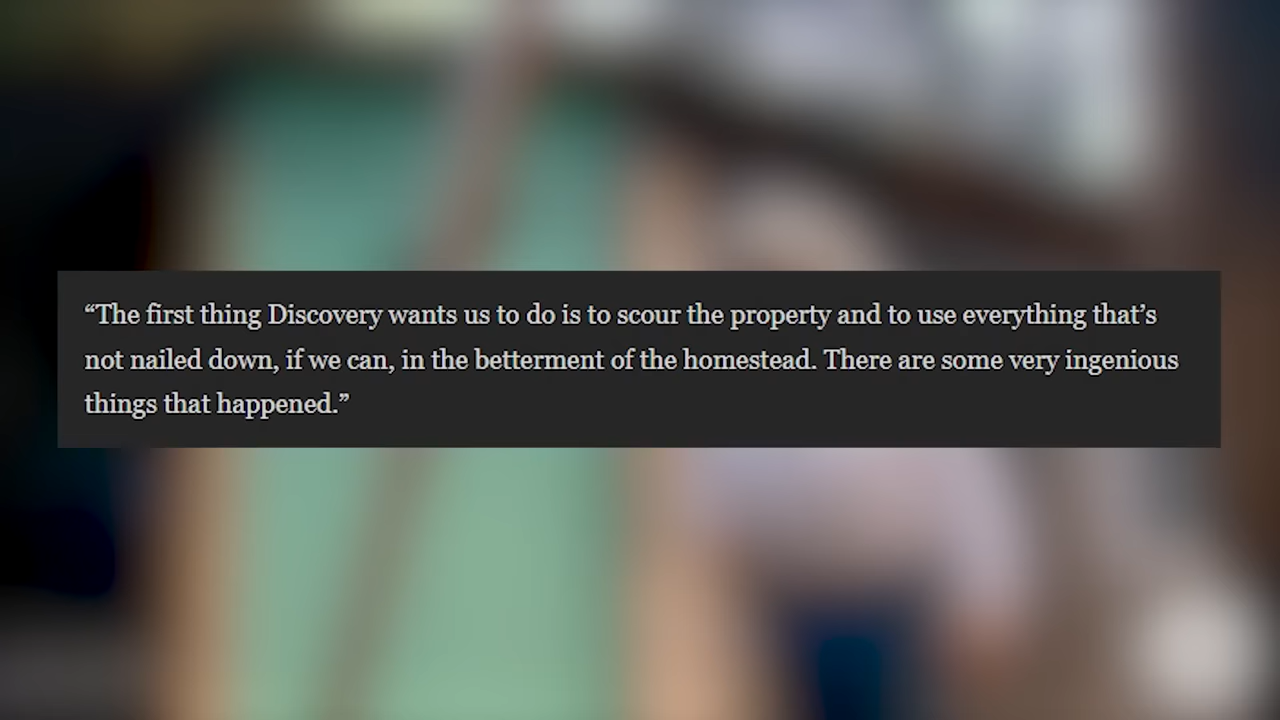 “The first thing Discovery wants us to do is to scour the property and to use everything that’s
not nailed down, if we can, in the betterment of the homestead. There are some very ingenious
things that happened.”